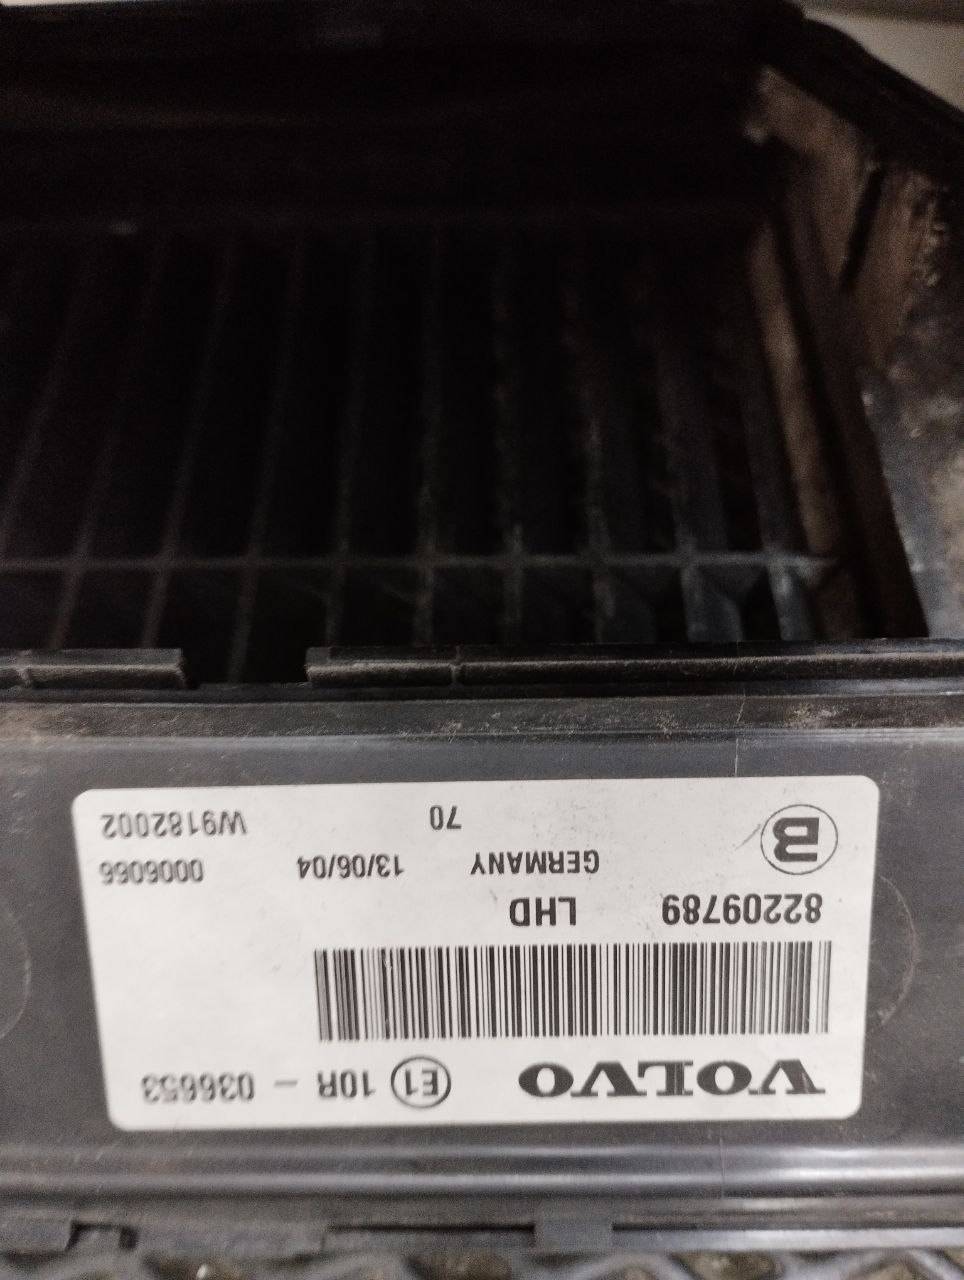 VOLVO E1 10R - 036653
82209789 LHD
GERMANY 13/06/04 0006066
B 70 W9182002